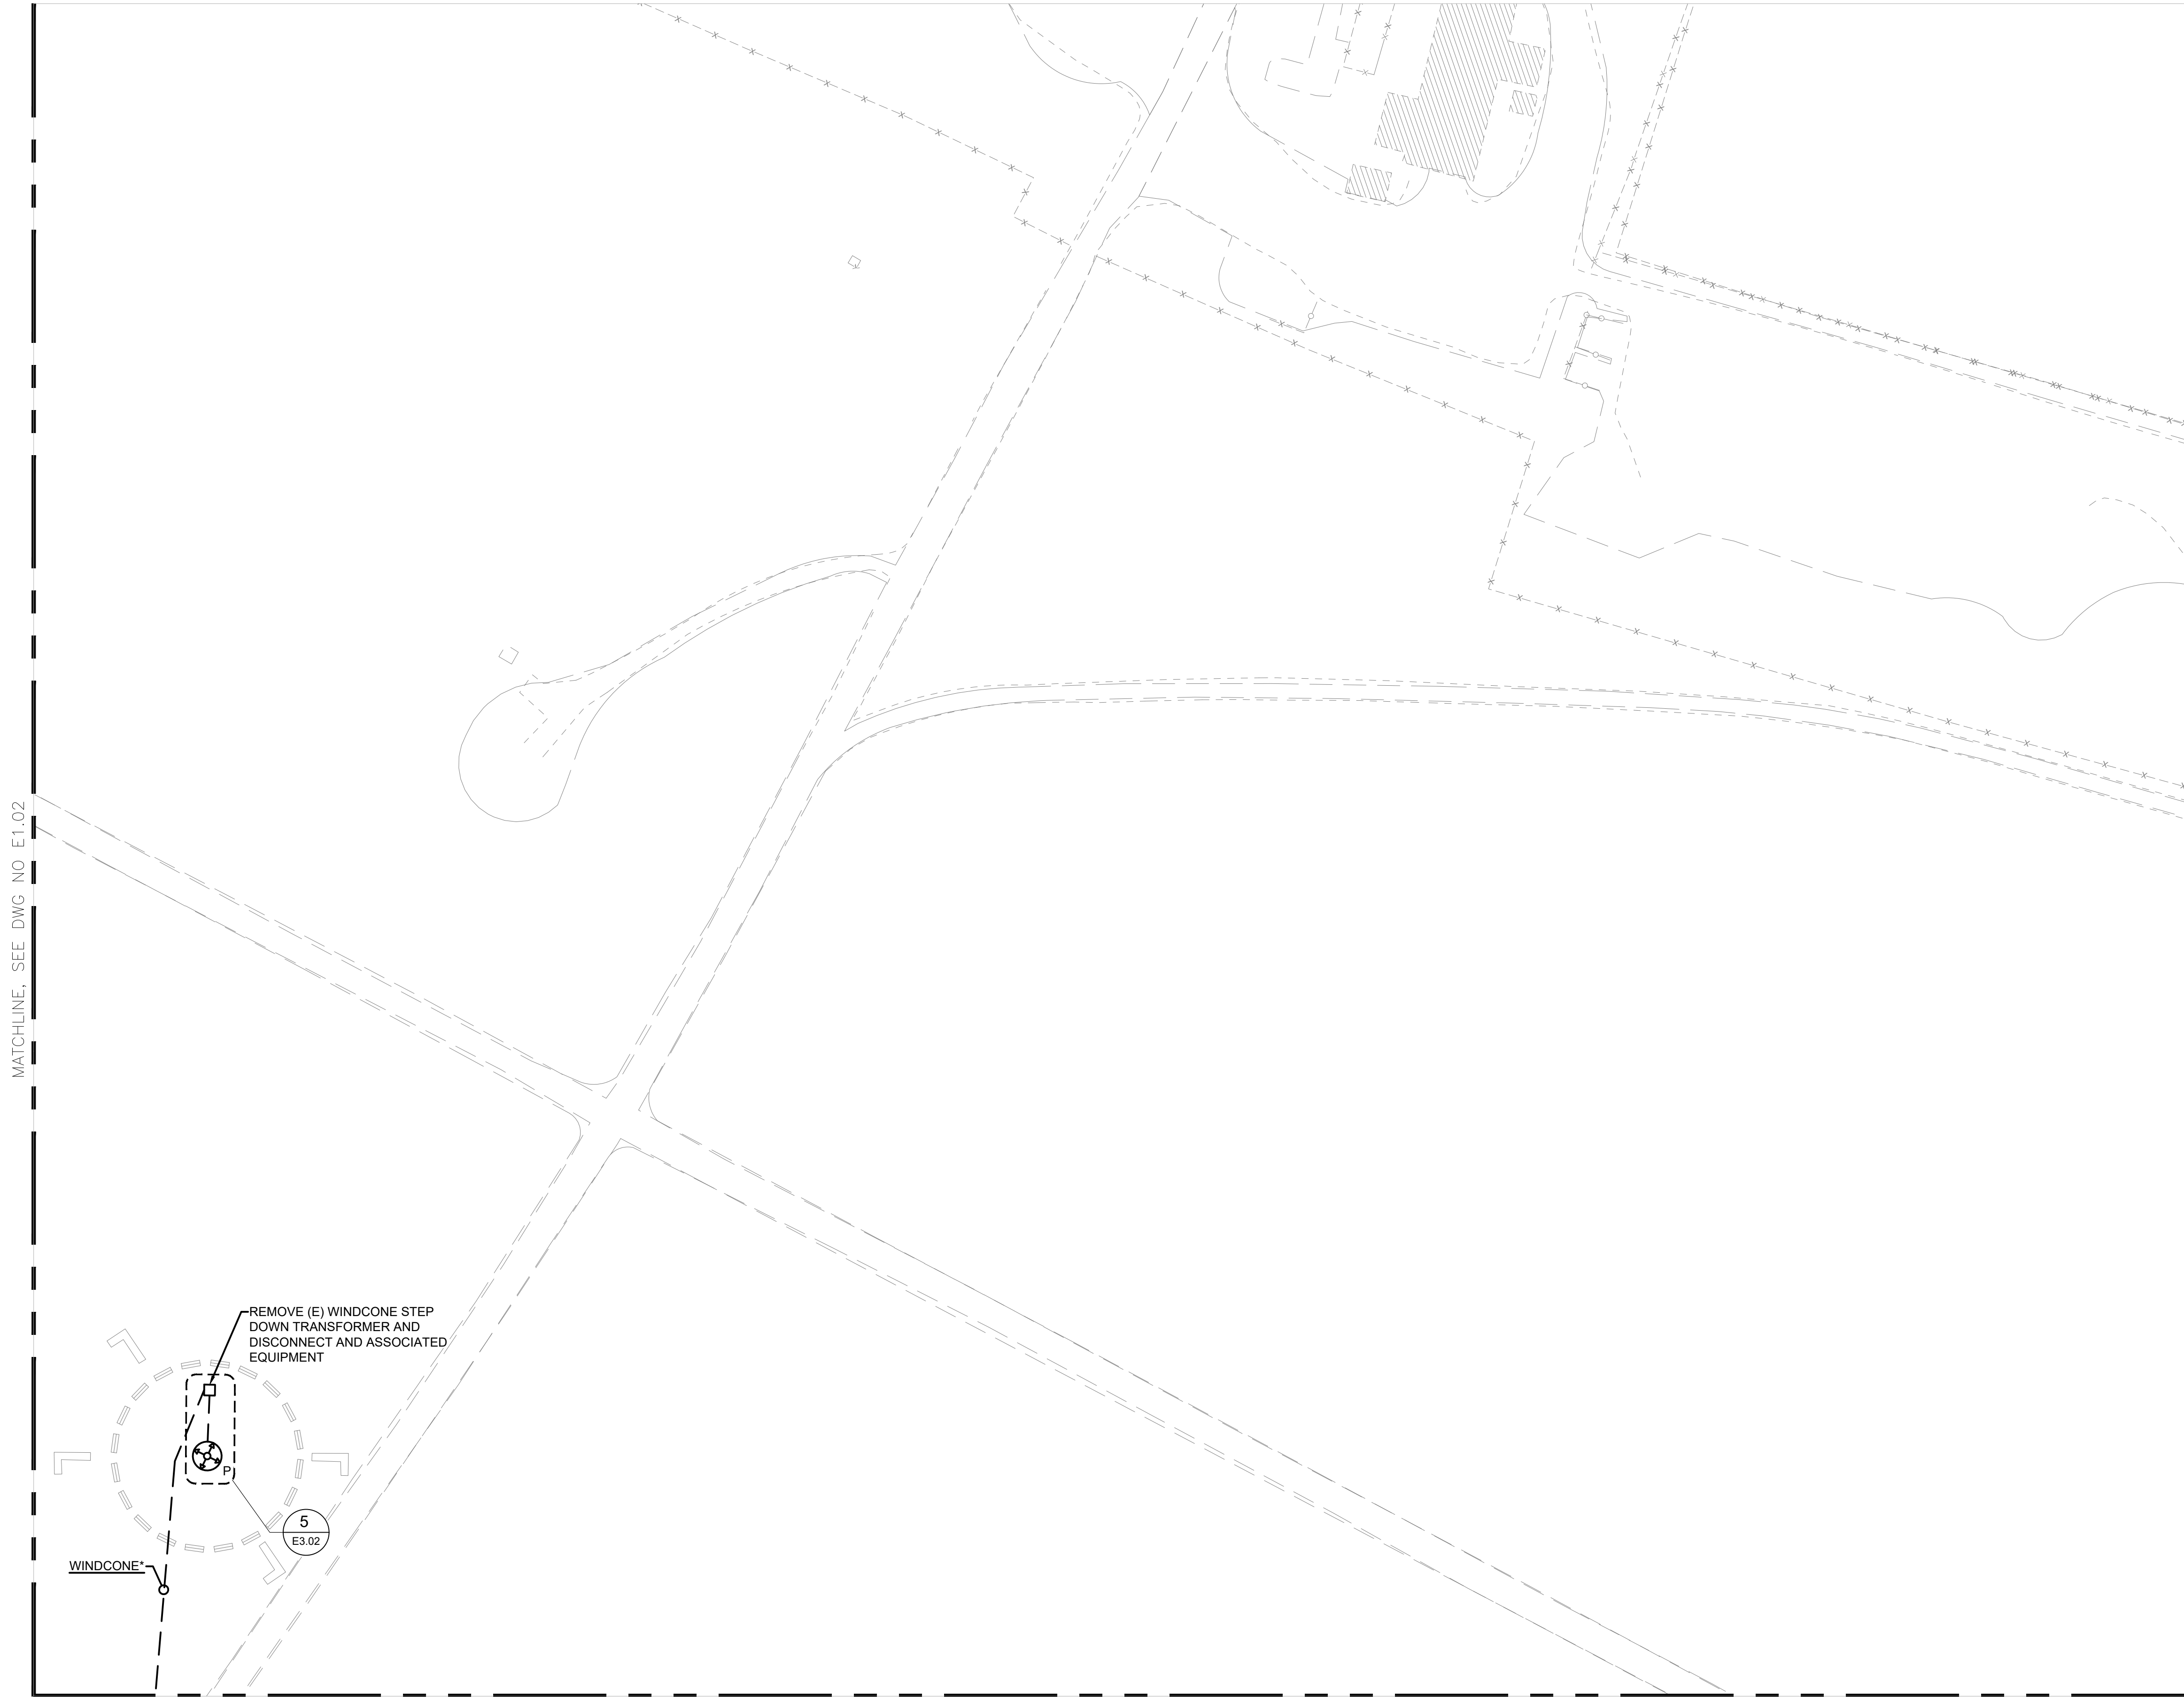 MATCHLINE, SEE DWG NO E1.02
REMOVE (E) WINDCONE STEP
DOWN TRANSFORMER AND
DISCONNECT AND ASSOCIATED
EQUIPMENT
P
5
E3.02
WINDCONE*